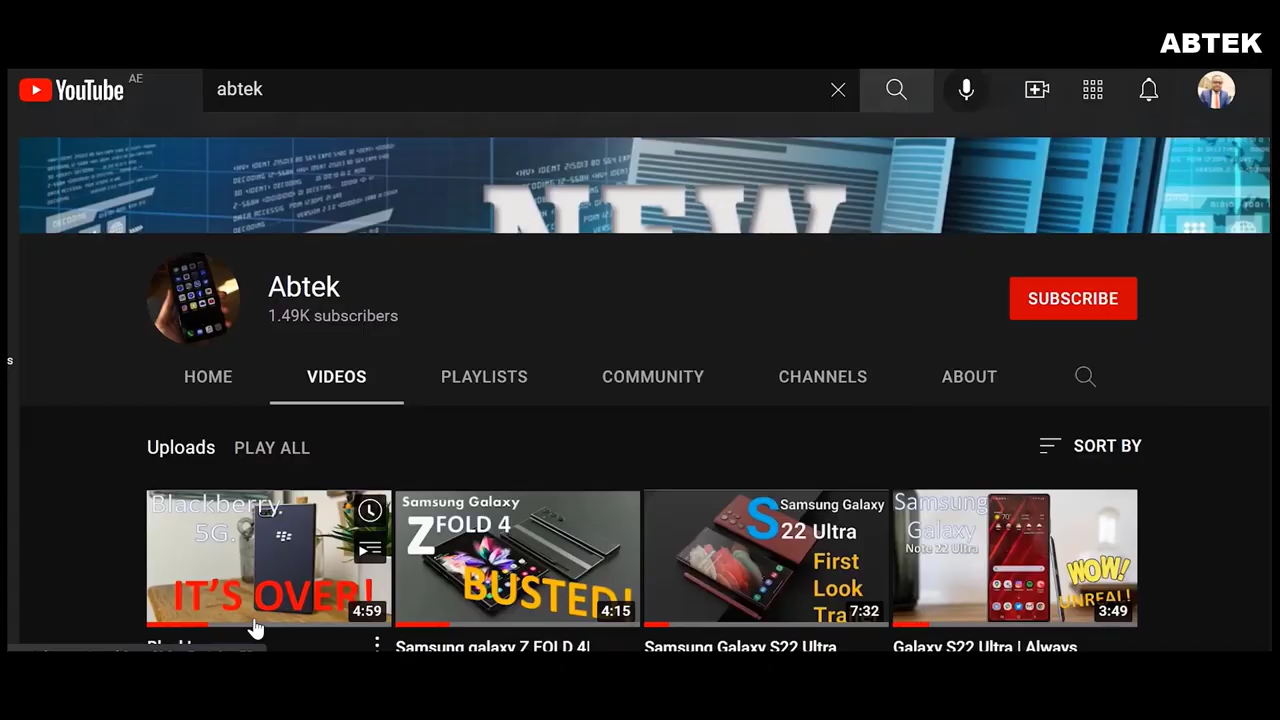 ABTEK
YouTube AE
abtek
NEW
Abtek
1.49K subscribers
SUBSCRIBE
HOME
VIDEOS
PLAYLISTS
COMMUNITY
CHANNELS
ABOUT
Uploads
PLAY ALL
SORT BY
Blackberry
5G.
IT'S OVER!
4:59
Samsung Galaxy
Z FOLD 4
BUSTED!
4:15
Samsung Galaxy
S22 Ultra
First
Look
7:32
Samsung
Galaxy
Note 22 Ultra
WOW!
UNREAL!
3:49
Samsung galaxy Z FOLD 4|
Samsung Galaxy S22 Ultra
Galaxy S22 Ultra | Always